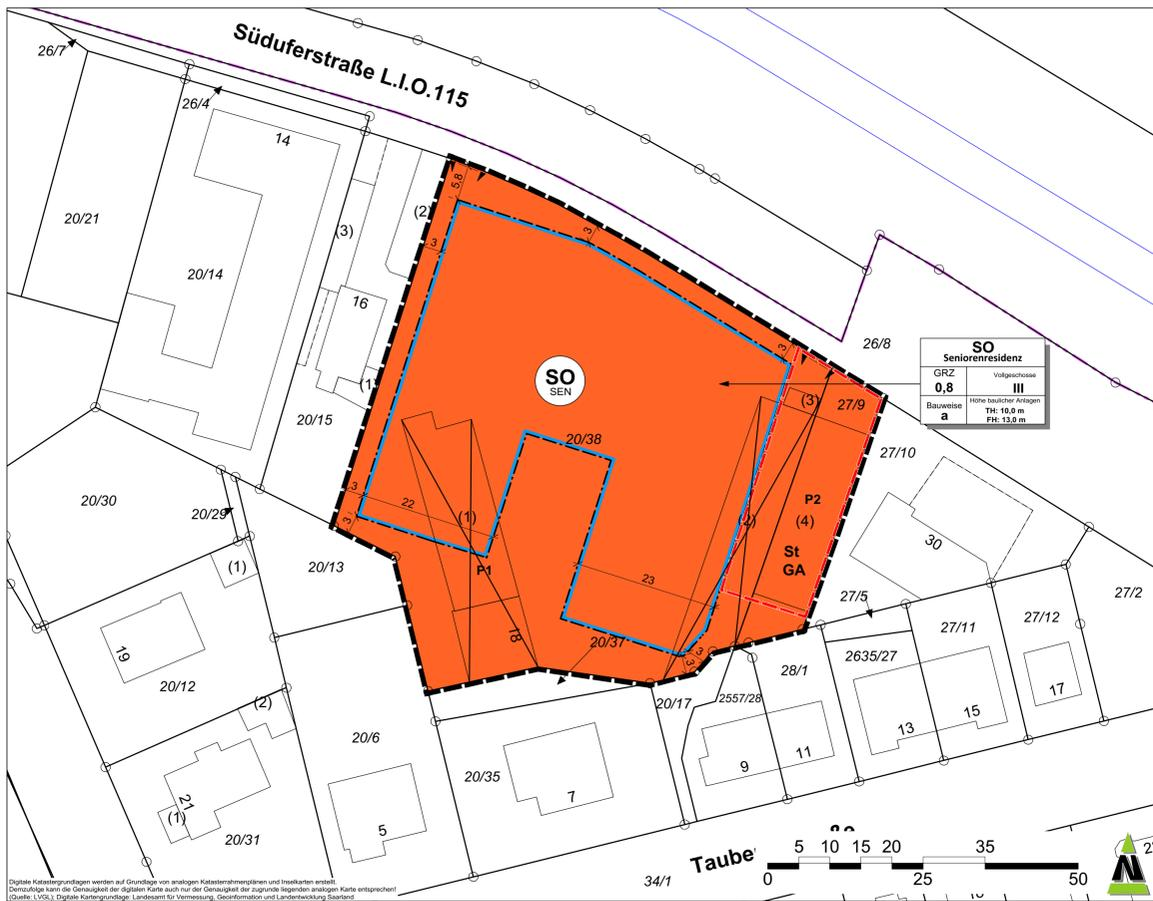 Süduferstraße L.I.O.115
26/7
26/4
14
20/21
20/14
(3)
(2)
16
(1)
20/15
5,8
3
3
3
26/8
SO
SEN
SO
Seniorenresidenz
GRZ
0,8
Vollgeschosse
III
Bauweise
a
Höhe baulicher Anlagen
TH: 10,0 m
FH: 13,0 m
(3)
27/9
27/10
20/38
20/30
20/29
3
22
3
(1)
(2)
P2
(4)
St
GA
30
P1
23
(1)
20/13
18
20/37
3
3
27/5
27/11
27/12
27/2
19
20/12
(2)
20/6
20/17
2557/28
28/1
2635/27
17
15
13
11
9
20/35
7
5
21
(1)
20/31
Taube
34/1
5 10 15 20 35
0 25 50
N
Digitale Katastergrundlagen werden auf Grundlage von analogen Katasterrahmenplänen und Inselkarten erstellt.
Demzufolge kann die Genauigkeit der digitalen Karte auch nur der Genauigkeit der zugrunde liegenden analogen Karte entsprechen!
(Quelle: LVGL); Digitale Kartengrundlage: Landesamt für Vermessung, Geoinformation und Landentwicklung Saarland